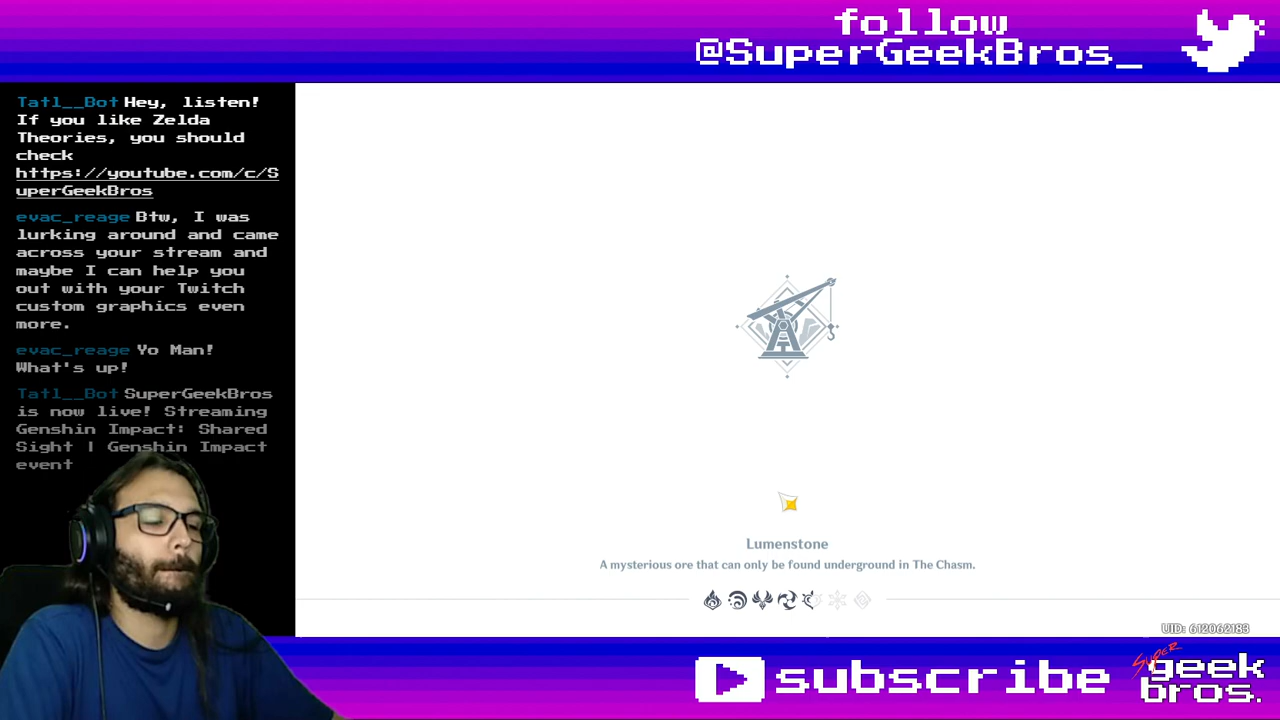 follow
@SuperGeekBros_
Tatl__Bot Hey, listen!
If you like Zelda
Theories, you should
check
https://youtube.com/c/S
uperGeekBros
evac_reage Btw, I was
lurking around and came
across your stream and
maybe I can help you
out with your Twitch
custom graphics even
more.
evac_reage Yo Man!
What's up!
Tatl__Bot SuperGeekBros
is now live! Streaming
Genshin Impact: Shared
Sight | Genshin Impact
event
Lumenstone
A mysterious ore that can only be found underground in The Chasm.
UID: 612062183
subscribe
SUPER
geek
bros.